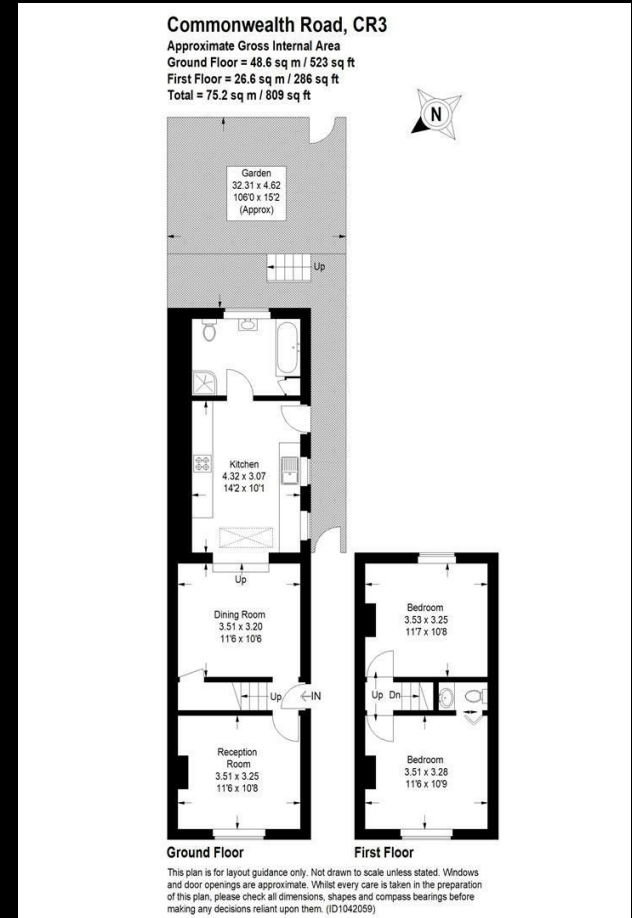 Commonwealth Road, CR3
Approximate Gross Internal Area
Ground Floor = 48.6 sq m / 523 sq ft
First Floor = 26.6 sq m / 286 sq ft
Total = 75.2 sq m / 809 sq ft
N
Garden
32.31 x 4.62
106'0 x 15'2
(Approx)
Up
Kitchen
4.32 x 3.07
14'2 x 10'1
Up
Dining Room
3.51 x 3.20
11'6 x 10'6
Up
IN
Reception
Room
3.51 x 3.25
11'6 x 10'8
Bedroom
3.53 x 3.25
11'7 x 10'8
Up Dn
Bedroom
3.51 x 3.28
11'6 x 10'9
Ground Floor
First Floor
This plan is for layout guidance only. Not drawn to scale unless stated. Windows
and door openings are approximate. Whilst every care is taken in the preparation
of this plan, please check all dimensions, shapes and compass bearings before
making any decisions reliant upon them. (ID1042059)